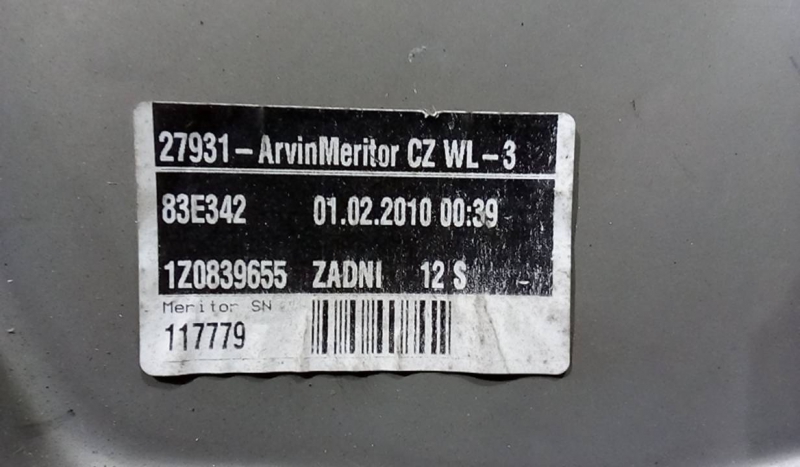 27931-ArvinMeritor CZ WL-3
83E342 01.02.2010 00:39
1Z0839655 ZADNI 12 S -
Meritor SN
117779